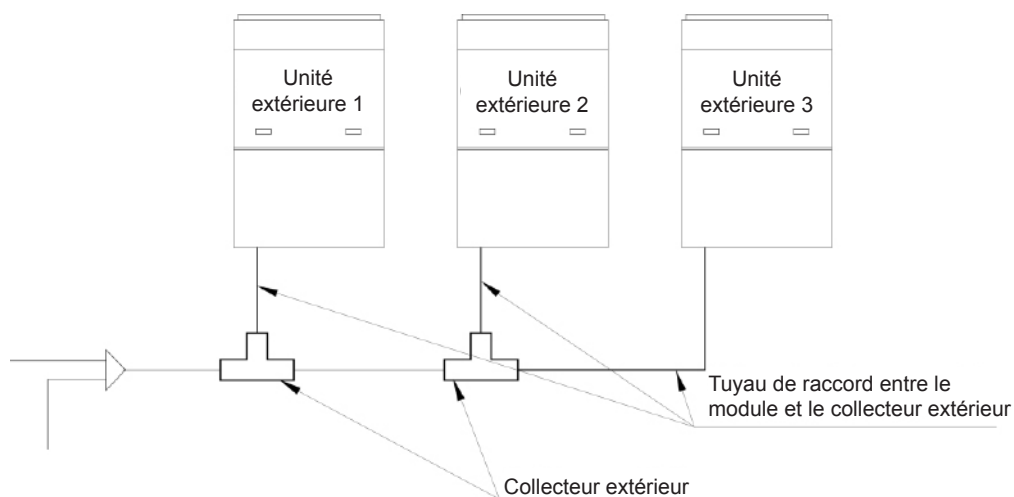 Unité
extérieure 1
Unité
extérieure 2
Unité
extérieure 3
Tuyau de raccord entre le
module et le collecteur extérieur
Collecteur extérieur